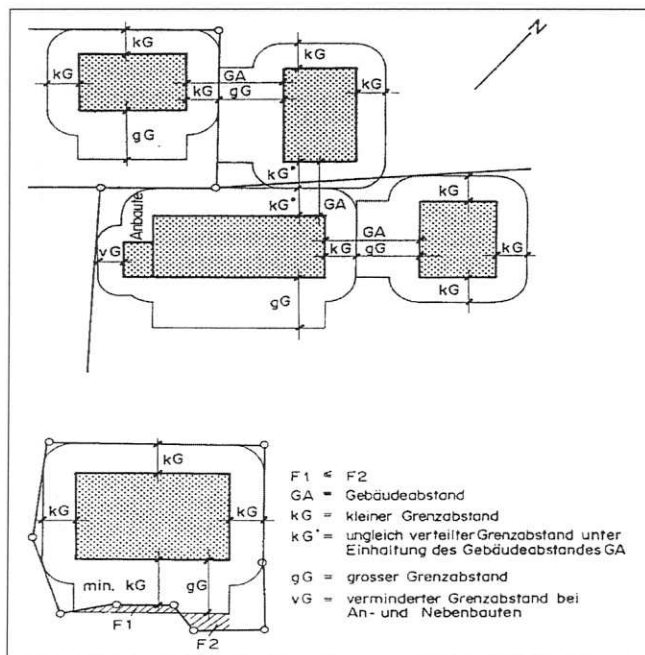 N
kG
kG
kG
GA
kG
kG
gG
kG
gG
kG*
kG*
GA
kG
Anbaute
GA
vG
kG
gG
kG
gG
kG
kG
kG
kG
min. kG
gG
F1
F2
F1 ≤ F2
GA = Gebäudeabstand
kG = kleiner Grenzabstand
kG* = ungleich verteilter Grenzabstand unter
Einhaltung des Gebäudeabstandes GA
gG = grosser Grenzabstand
vG = verminderter Grenzabstand bei
An- und Nebenbauten